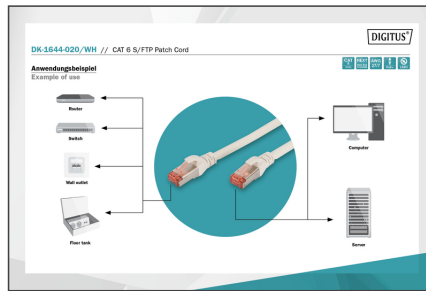 DIGITUS®
DK-1644-020/WH // CAT 6 S/FTP Patch Cord
Anwendungsbeispiel
Example of use
Router
Switch
Wall outlet
Floor tank
Computer
Server